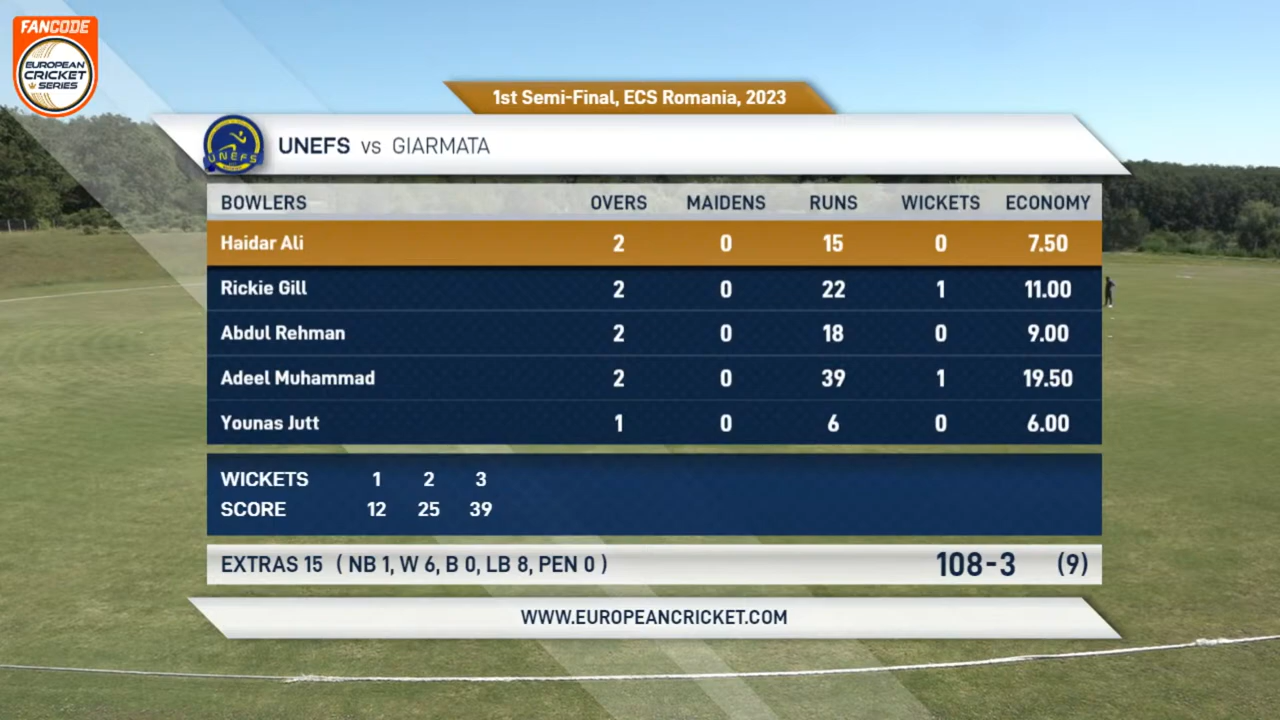 FANCODE
EUROPEAN
CRICKET
SERIES
1st Semi-Final, ECS Romania, 2023
UNEFS
UNEFS vs GIARMATA
BOWLERS OVERS MAIDENS RUNS WICKETS ECONOMY
Haidar Ali 2 0 15 0 7.50
Rickie Gill 2 0 22 1 11.00
Abdul Rehman 2 0 18 0 9.00
Adeel Muhammad 2 0 39 1 19.50
Younas Jutt 1 0 6 0 6.00
WICKETS 1 2 3
SCORE 12 25 39
EXTRAS 15 ( NB 1, W 6, B 0, LB 8, PEN 0 ) 108-3 (9)
WWW.EUROPEANCRICKET.COM